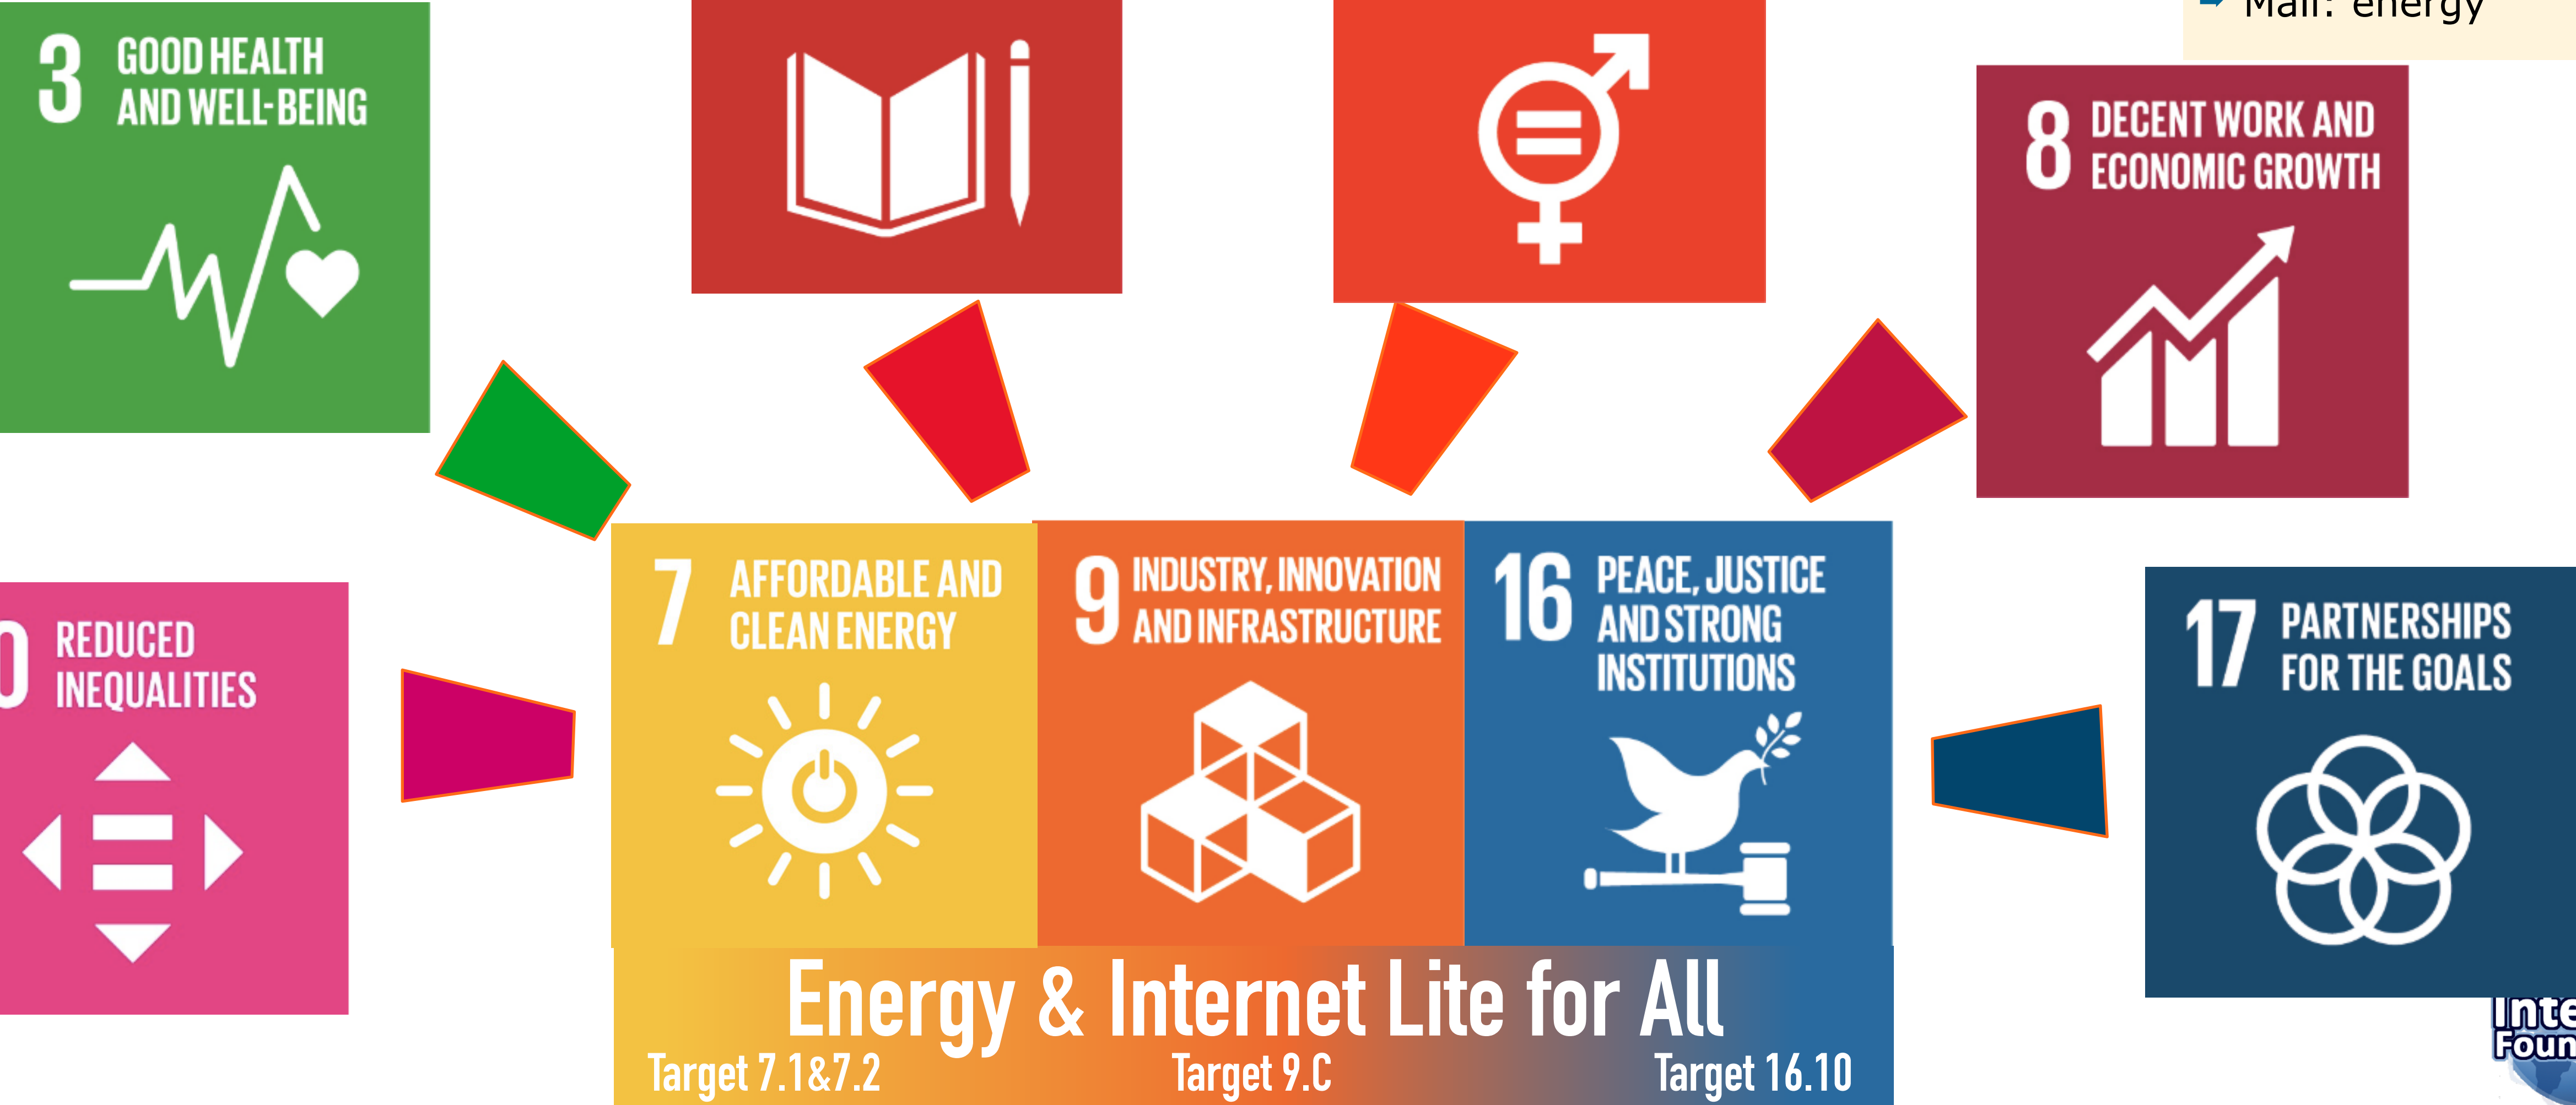 Mail: energy
3 GOOD HEALTH
AND WELL-BEING
8 DECENT WORK AND
ECONOMIC GROWTH
0 REDUCED
INEQUALITIES
7 AFFORDABLE AND
CLEAN ENERGY
9 INDUSTRY, INNOVATION
AND INFRASTRUCTURE
16 PEACE, JUSTICE
AND STRONG
INSTITUTIONS
17 PARTNERSHIPS
FOR THE GOALS
Energy & Internet Lite for All
Target 7.1&7.2
Target 9.C
Target 16.10